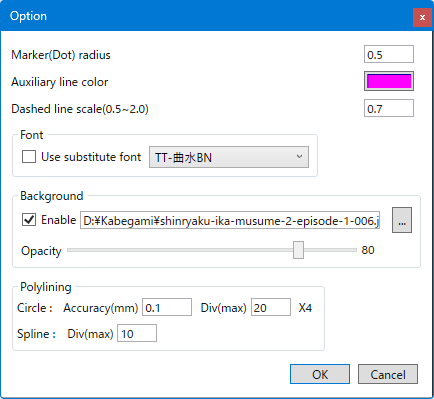 Option
Marker(Dot) radius 0.5
Auxiliary line color
Dashed line scale(0.5~2.0) 0.7
Font
Use substitute font TT-曲水BN
Background
Enable D:¥Kabegami¥shinryaku-ika-musume-2-episode-1-006.j ...
Opacity 80
Polylining
Circle : Accuracy(mm) 0.1 Div(max) 20 X4
Spline : Div(max) 10
OK Cancel